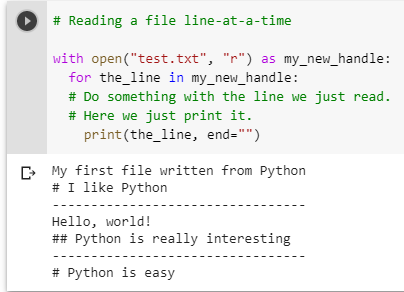 # Reading a file line-at-a-time
with open("test.txt", "r") as my_new_handle:
for the_line in my_new_handle:
# Do something with the line we just read.
# Here we just print it.
print(the_line, end="")
My first file written from Python
# I like Python
---------------------------------
Hello, world!
## Python is really interesting
---------------------------------
# Python is easy